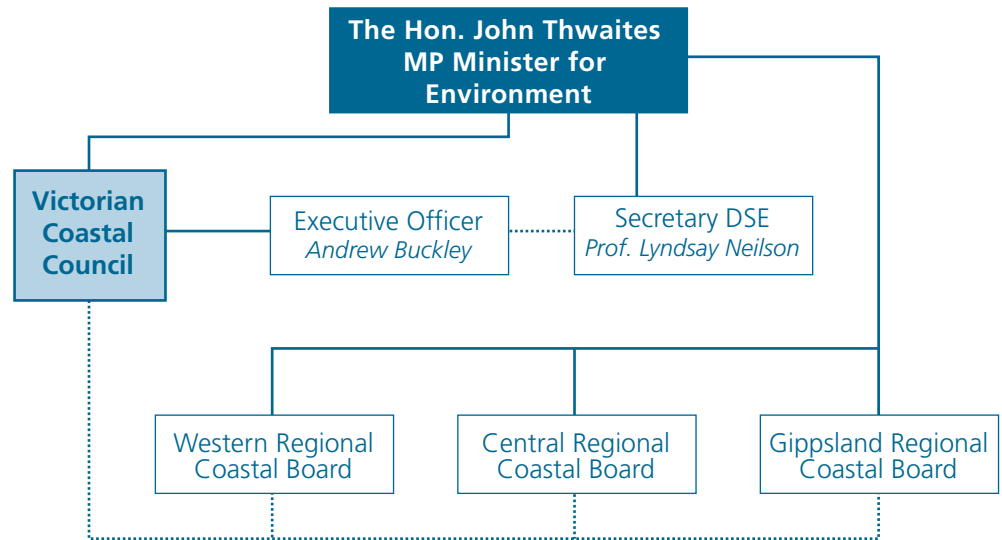 The Hon. John Thwaites
MP Minister for
Environment
Victorian
Coastal
Council
Executive Officer
Andrew Buckley
Secretary DSE
Prof. Lyndsay Neilson
Western Regional
Coastal Board
Central Regional
Coastal Board
Gippsland Regional
Coastal Board